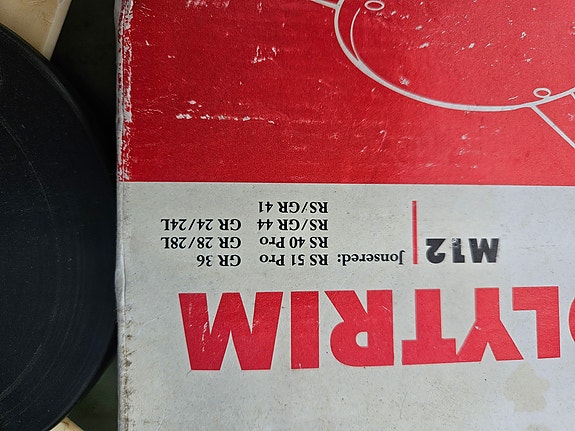 OLYTRIM
M12 | Jonsered: RS 51 Pro GR 36
RS 40 Pro GR 28/28L
RS/GR 44 GR 24/24L
RS/GR 41